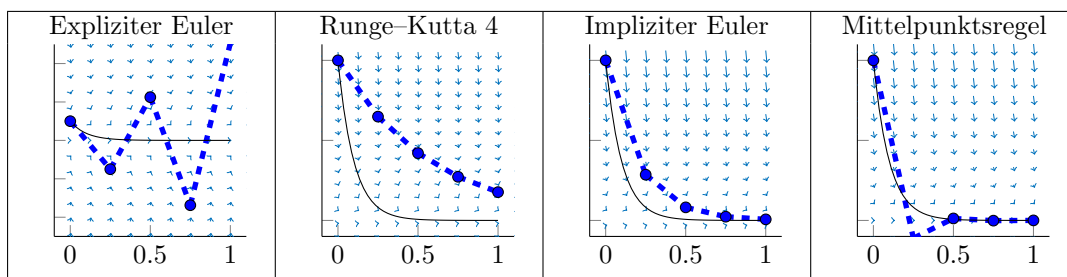 Expliziter Euler
Runge–Kutta 4
Impliziter Euler
Mittelpunktsregel
0 0.5 1
0 0.5 1
0 0.5 1
0 0.5 1